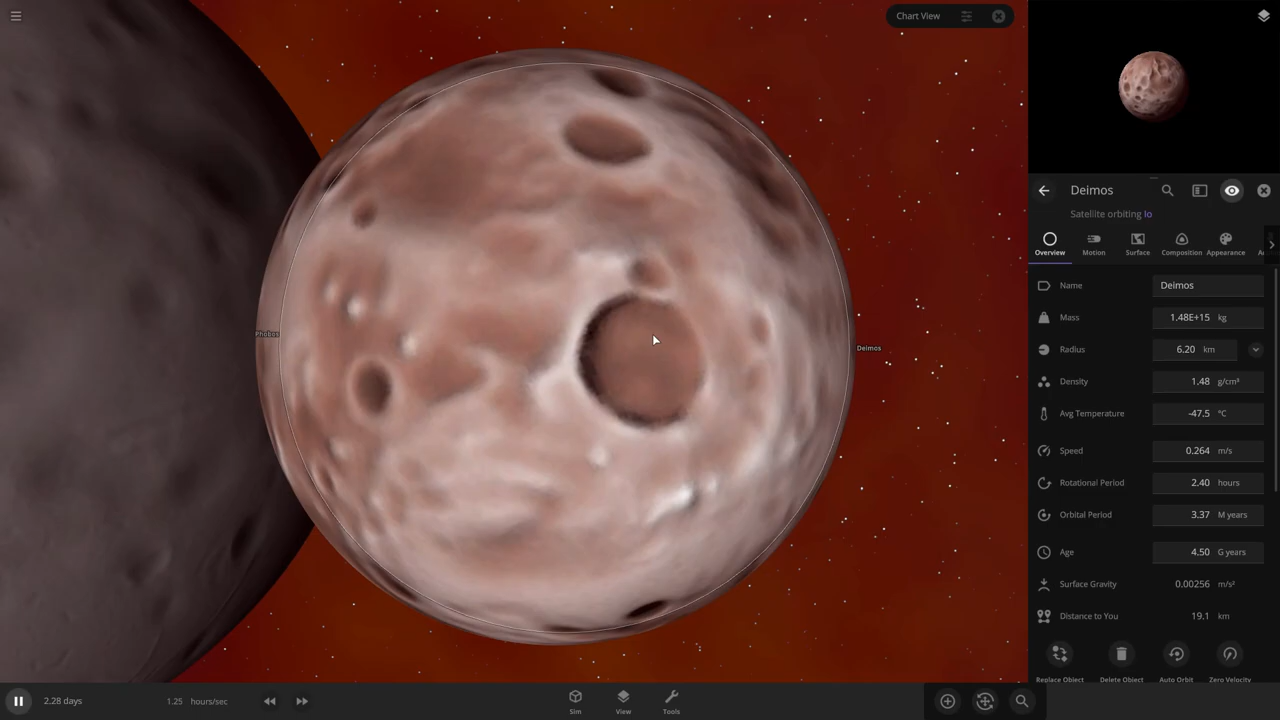 Chart View
Phobos
Deimos
2.28 days
1.25 hours/sec
Sim
View
Tools
Deimos
Satellite orbiting Io
Overview
Motion
Surface
Composition
Appearance
Name Deimos
Mass 1.48E+15 kg
Radius 6.20 km
Density 1.48 g/cm³
Avg Temperature -47.5 °C
Speed 0.264 m/s
Rotational Period 2.40 hours
Orbital Period 3.37 M years
Age 4.50 G years
Surface Gravity 0.00256 m/s²
Distance to You 19.1 km
Replace Object
Delete Object
Auto Orbit
Zero Velocity